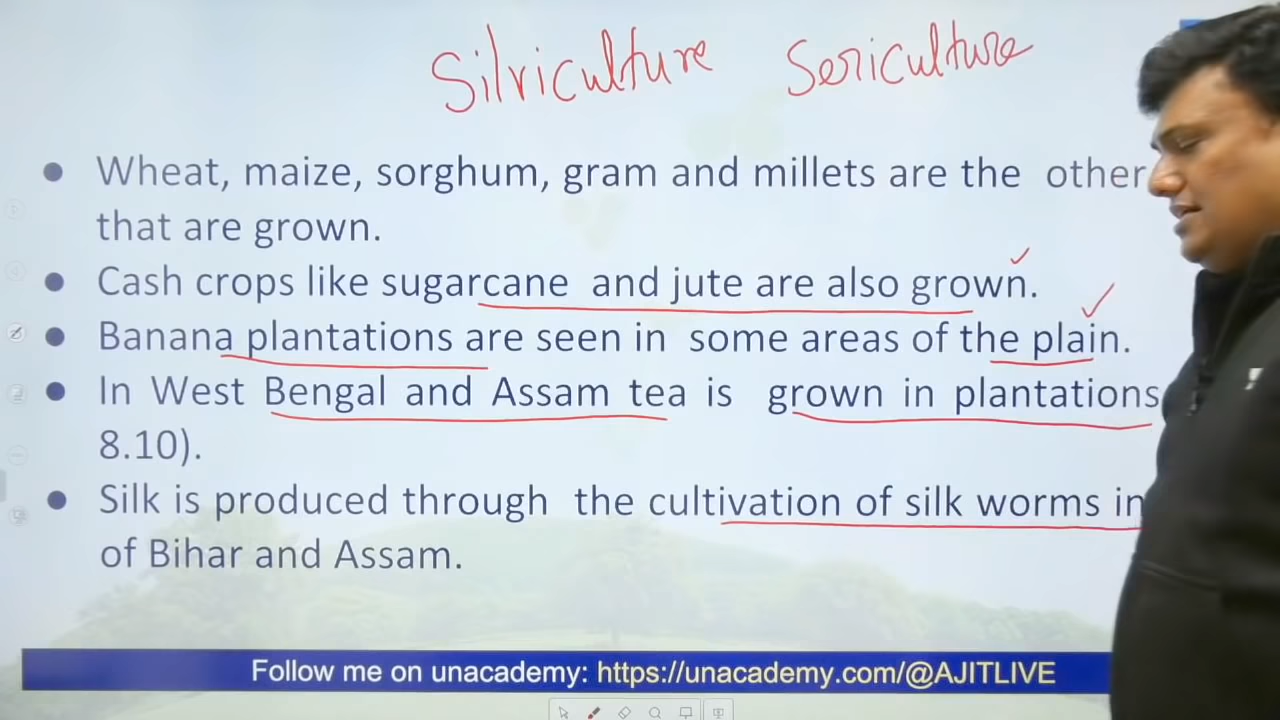 Silviculture Sericulture
• Wheat, maize, sorghum, gram and millets are the other
that are grown.
• Cash crops like sugarcane and jute are also grown.
• Banana plantations are seen in some areas of the plain.
• In West Bengal and Assam tea is grown in plantations
8.10).
• Silk is produced through the cultivation of silk worms in
of Bihar and Assam.
Follow me on unacademy: https://unacademy.com/@AJITLIVE